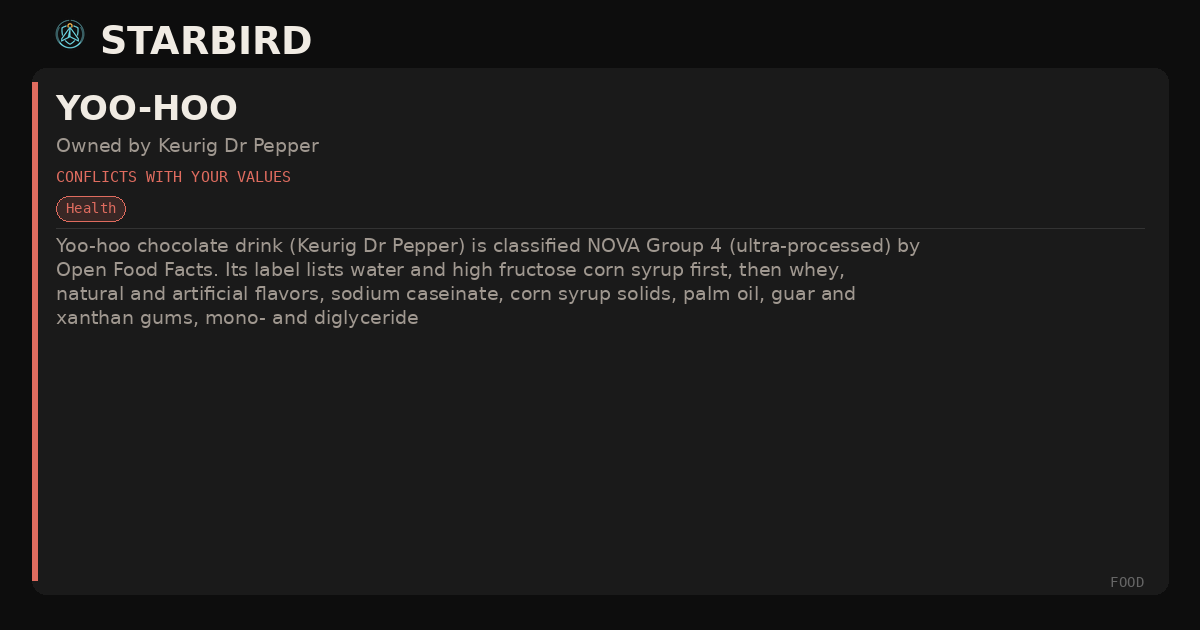 STARBIRD
YOO-HOO
Owned by Keurig Dr Pepper
CONFLICTS WITH YOUR VALUES
Health
Yoo-hoo chocolate drink (Keurig Dr Pepper) is classified NOVA Group 4 (ultra-processed) by
Open Food Facts. Its label lists water and high fructose corn syrup first, then whey,
natural and artificial flavors, sodium caseinate, corn syrup solids, palm oil, guar and
xanthan gums, mono- and diglyceride
FOOD